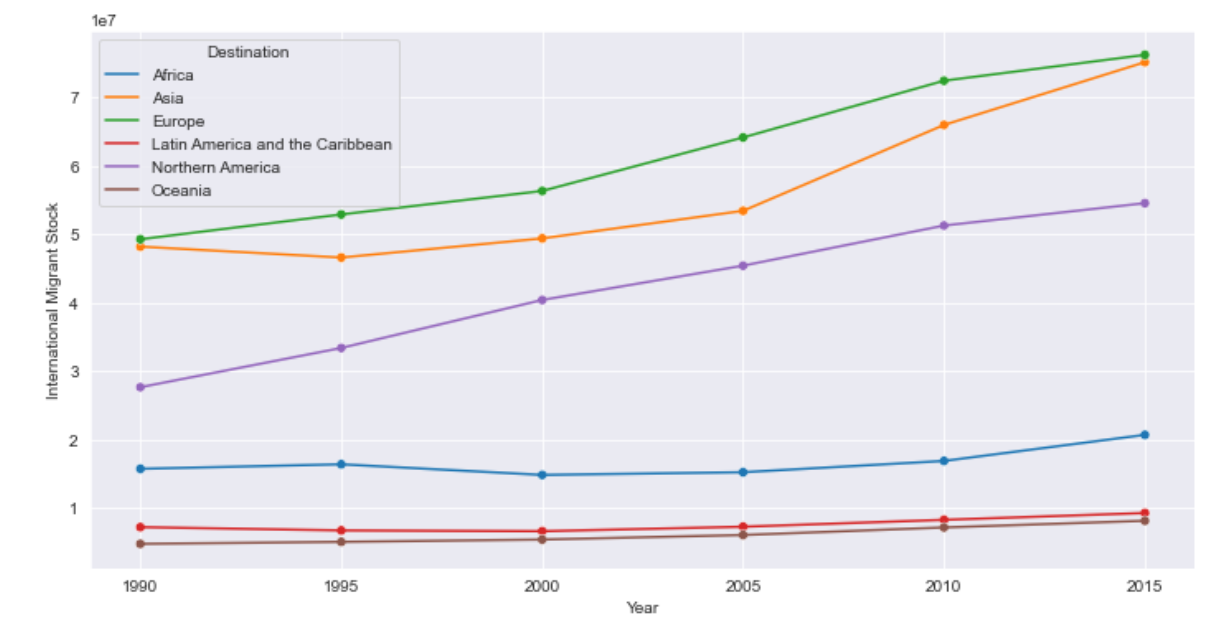 1e7
Destination
Africa
Asia
Europe
Latin America and the Caribbean
Northern America
Oceania
7
6
5
4
3
2
1
International Migrant Stock
1990 1995 2000 2005 2010 2015
Year